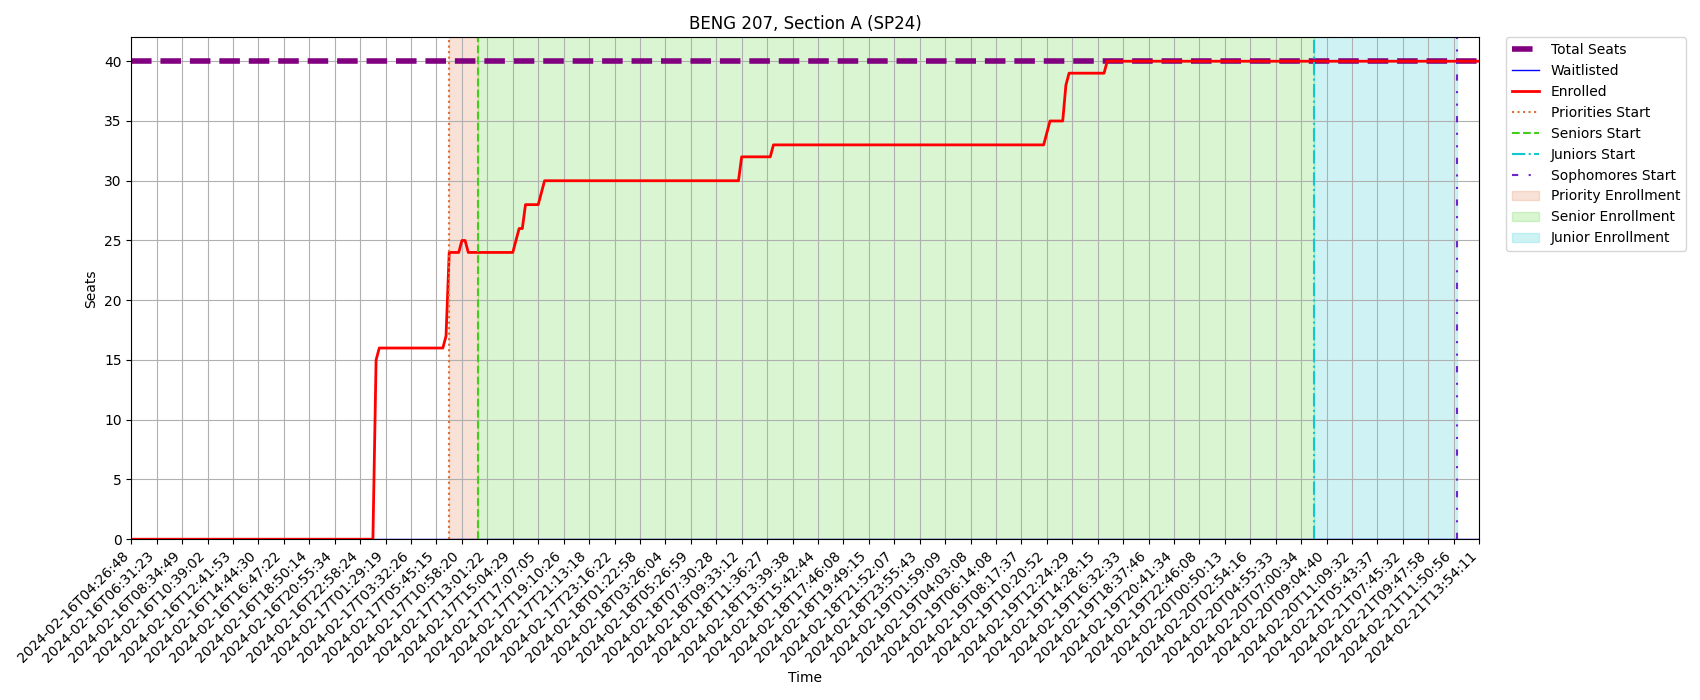 BENG 207, Section A (SP24)
Total Seats
Waitlisted
Enrolled
Priorities Start
Seniors Start
Juniors Start
Sophomores Start
Priority Enrollment
Senior Enrollment
Junior Enrollment
Seats
40
35
30
25
20
15
10
5
0
2024-02-16T04:26:48
2024-02-16T06:31:23
2024-02-16T08:34:49
2024-02-16T10:39:02
2024-02-16T12:41:53
2024-02-16T14:44:30
2024-02-16T16:47:22
2024-02-16T18:50:14
2024-02-16T20:55:34
2024-02-16T22:58:24
2024-02-17T01:29:19
2024-02-17T03:32:26
2024-02-17T05:45:15
2024-02-17T10:58:20
2024-02-17T13:01:22
2024-02-17T15:04:29
2024-02-17T17:07:05
2024-02-17T19:10:26
2024-02-17T21:13:18
2024-02-17T23:16:22
2024-02-18T01:22:58
2024-02-18T03:26:04
2024-02-18T05:26:59
2024-02-18T07:30:28
2024-02-18T09:33:12
2024-02-18T11:36:27
2024-02-18T13:39:38
2024-02-18T15:42:44
2024-02-18T17:46:08
2024-02-18T19:49:15
2024-02-18T21:52:07
2024-02-18T23:55:43
2024-02-19T01:59:09
2024-02-19T04:03:08
2024-02-19T06:14:08
2024-02-19T08:17:37
2024-02-19T10:20:52
2024-02-19T12:24:29
2024-02-19T14:28:15
2024-02-19T16:32:33
2024-02-19T18:37:46
2024-02-19T20:41:34
2024-02-19T22:46:08
2024-02-20T00:50:13
2024-02-20T02:54:16
2024-02-20T04:55:33
2024-02-20T07:00:34
2024-02-20T09:04:40
2024-02-20T11:09:32
2024-02-21T05:43:37
2024-02-21T07:45:32
2024-02-21T09:47:58
2024-02-21T11:50:56
2024-02-21T13:54:11
Time